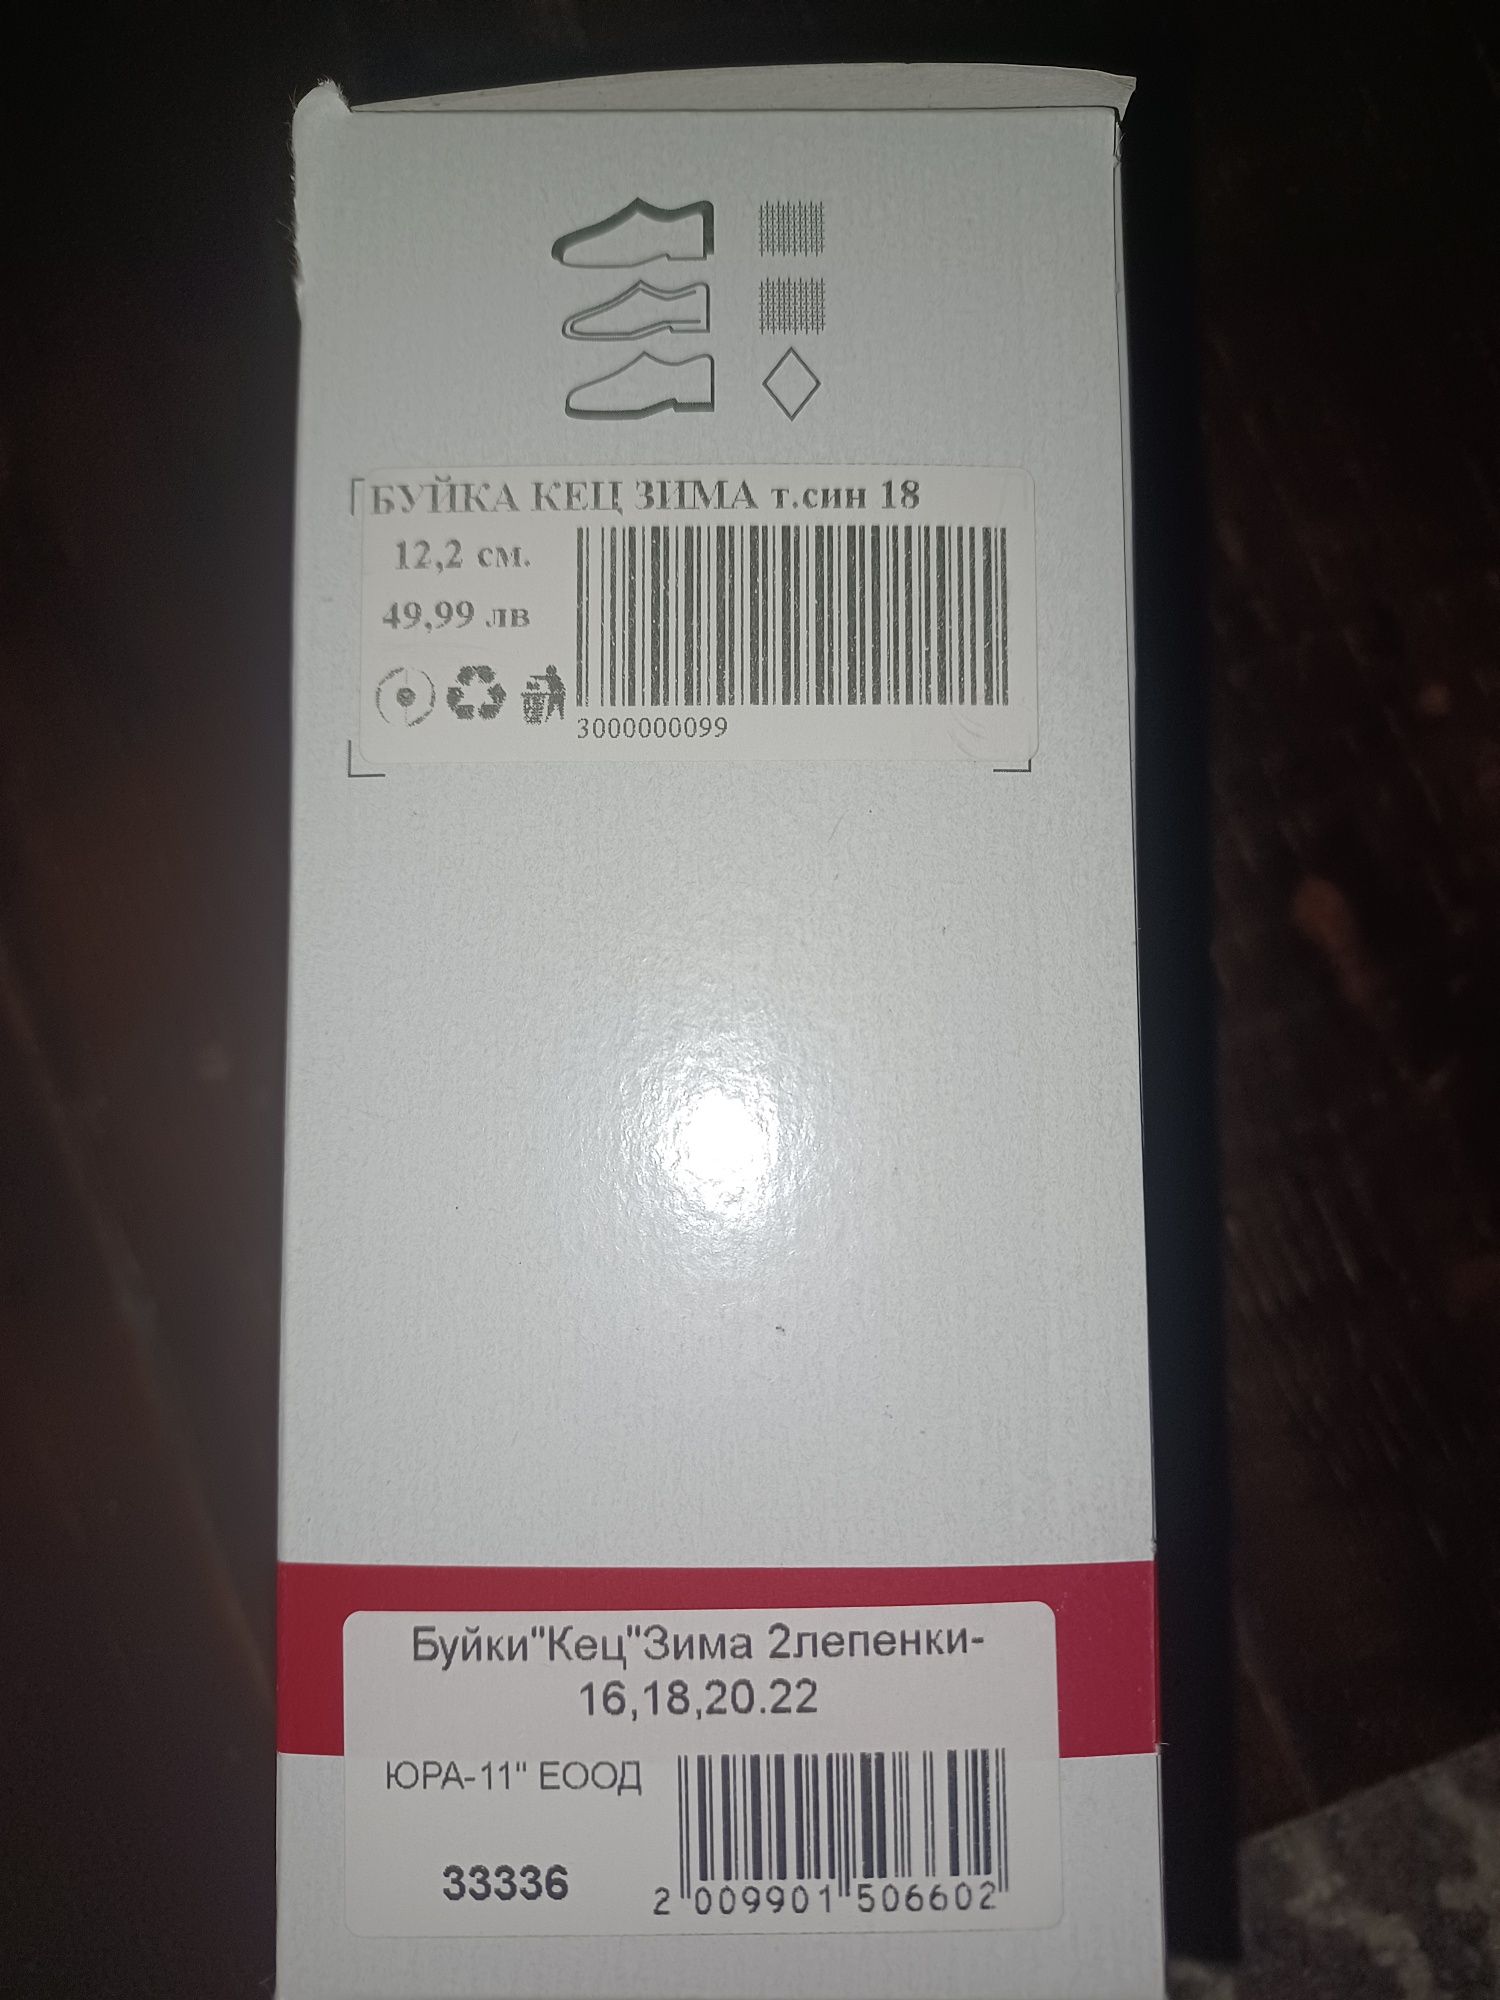 БУЙКА КЕЦ ЗИМА т.син 18
12,2 см.
49,99 лв
3000000099
Буйки"Кец"Зима 2лепенки-
16,18,20.22
ЮРА-11" ЕООД
33336
2 009901 506602